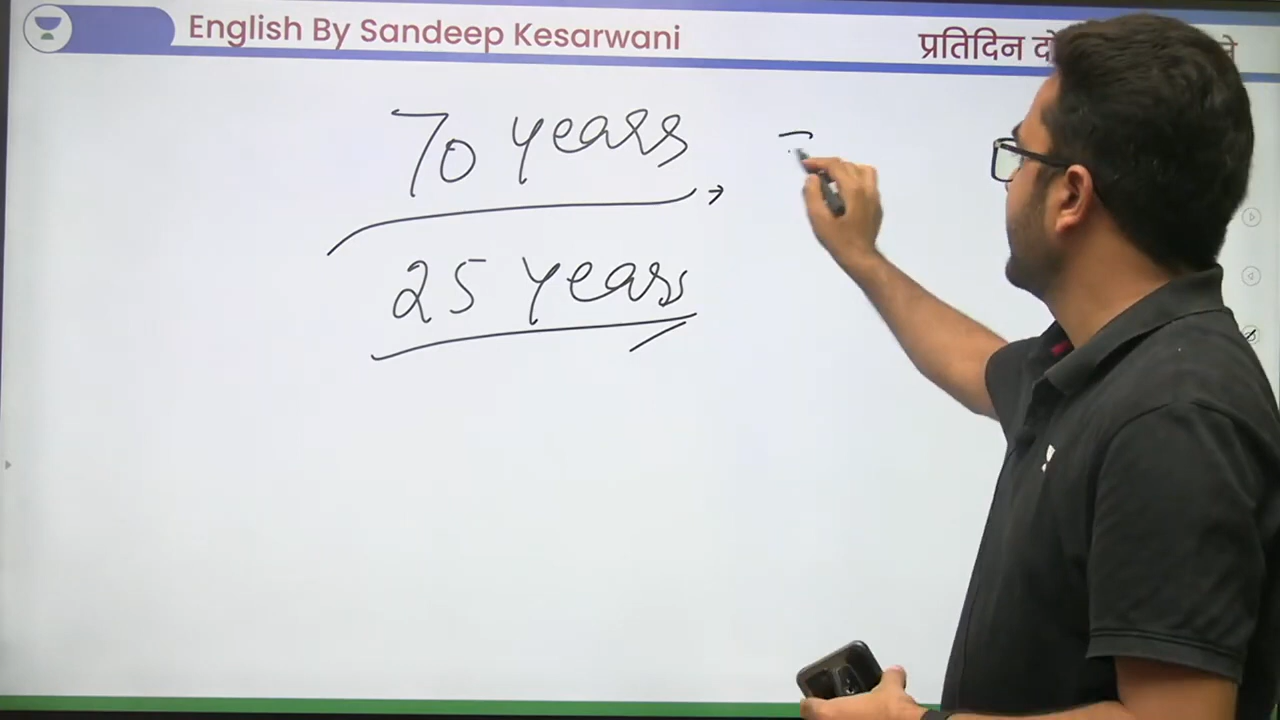 English By Sandeep Kesarwani
प्रतिदिन
70 years
25 years